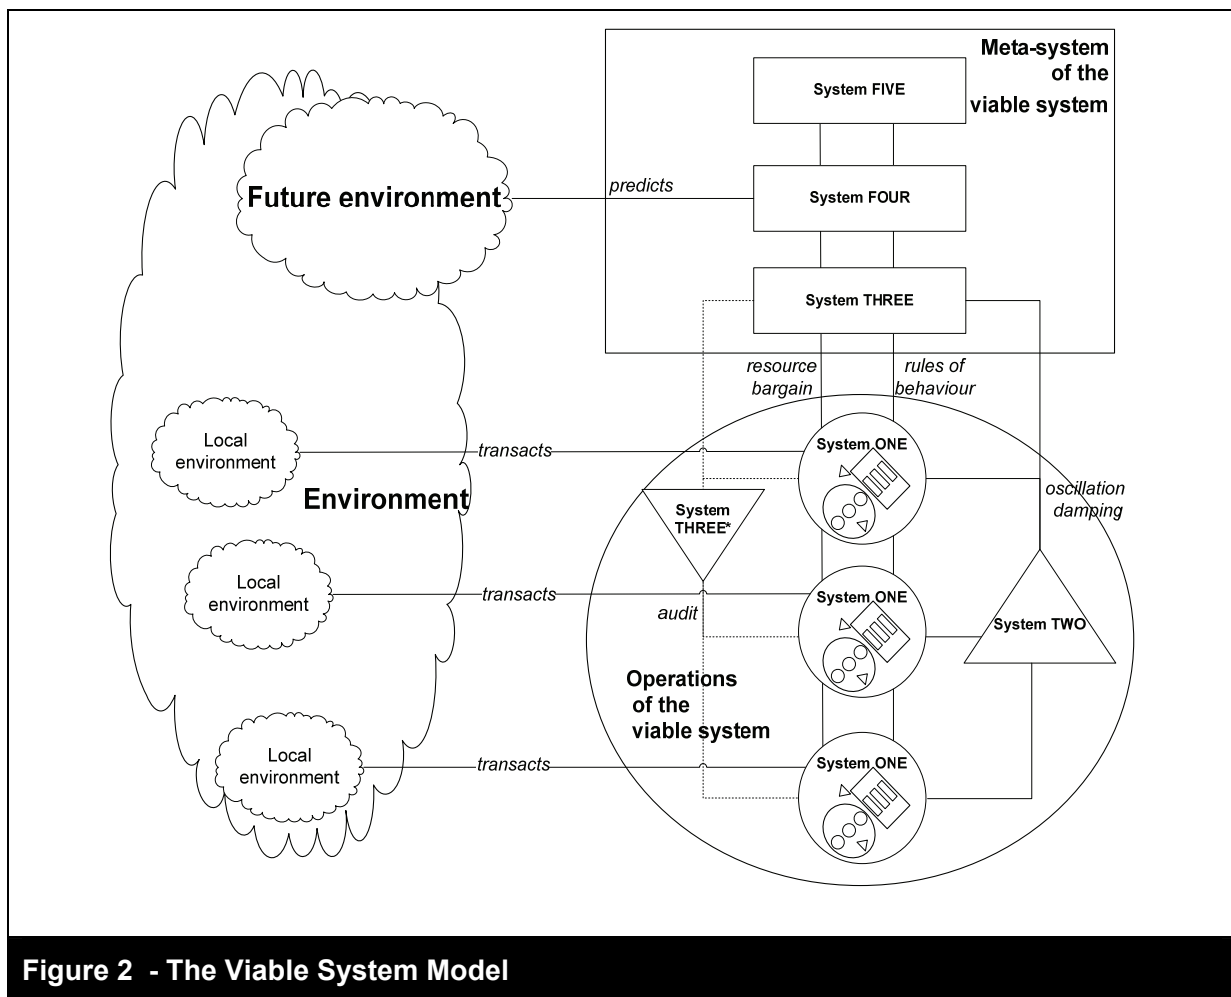 Meta-system
of the
viable system
System FIVE
Future environment
predicts
System FOUR
System THREE
resource
bargain
rules of
behaviour
Local
environment
transacts
System ONE
Environment
System
THREE*
oscillation
damping
Local
environment
transacts
System ONE
audit
System TWO
Operations
of the
viable system
Local
environment
transacts
System ONE
Figure 2  - The Viable System Model